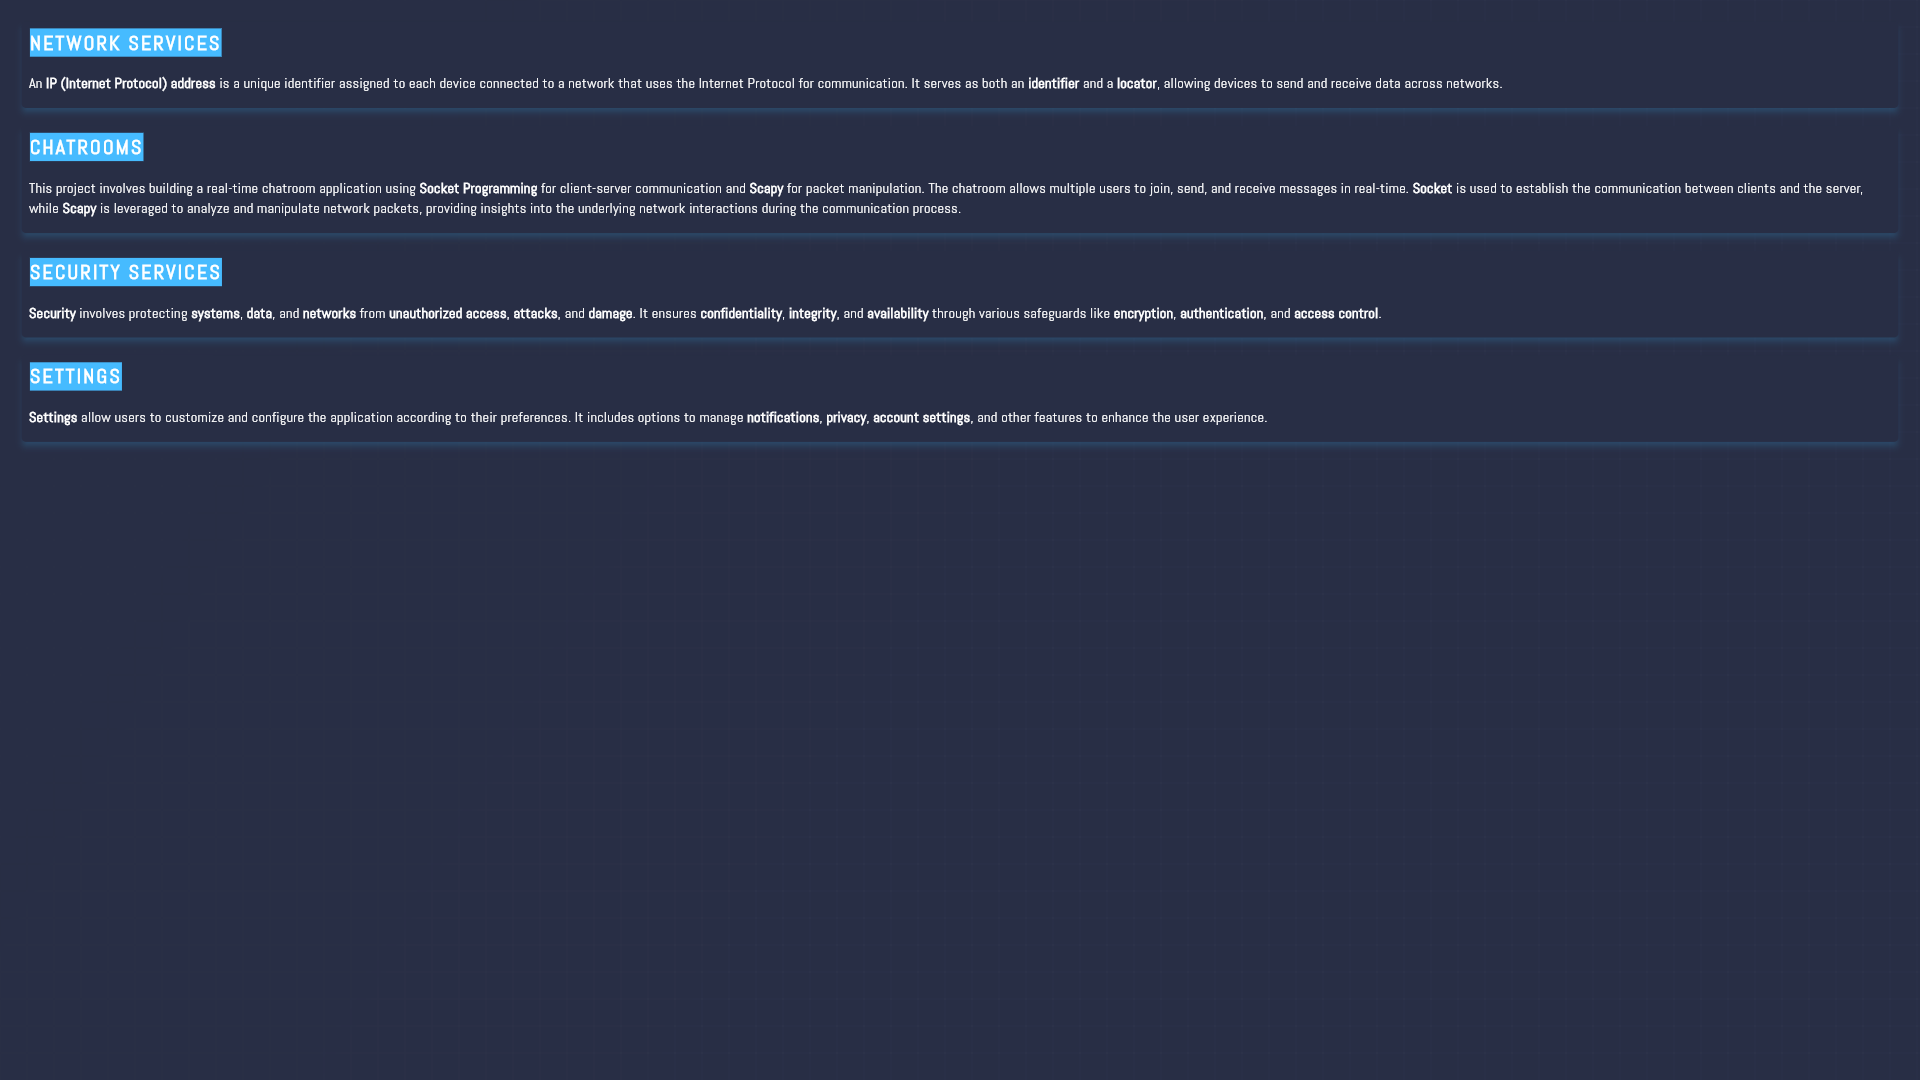 NETWORK SERVICES
An IP (Internet Protocol) address is a unique identifier assigned to each device connected to a network that uses the Internet Protocol for communication. It serves as both an identifier and a locator, allowing devices to send and receive data across networks.
CHATROOMS
This project involves building a real-time chatroom application using Socket Programming for client-server communication and Scapy for packet manipulation. The chatroom allows multiple users to join, send, and receive messages in real-time. Socket is used to establish the communication between clients and the server,
while Scapy is leveraged to analyze and manipulate network packets, providing insights into the underlying network interactions during the communication process.
SECURITY SERVICES
Security involves protecting systems, data, and networks from unauthorized access, attacks, and damage. It ensures confidentiality, integrity, and availability through various safeguards like encryption, authentication, and access control.
SETTINGS
Settings allow users to customize and configure the application according to their preferences. It includes options to manage notifications, privacy, account settings, and other features to enhance the user experience.